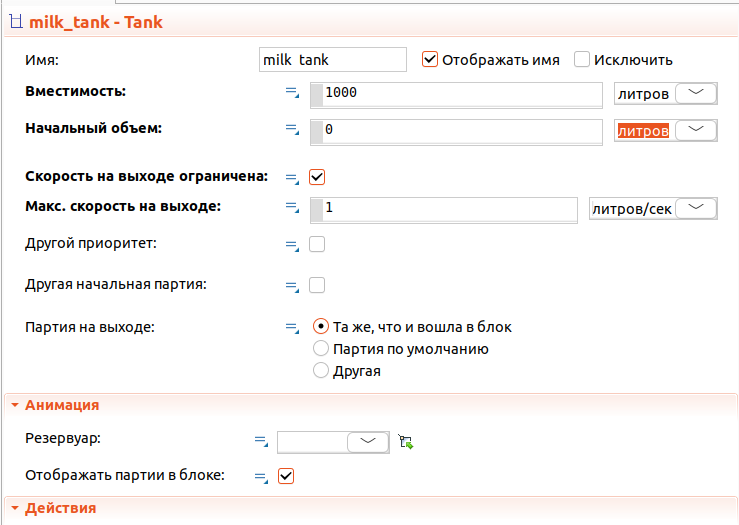 milk_tank - Tank
Имя: milk_tank Отображать имя Исключить
Вместимость: 1000 литров
Начальный объем: 0 литров
Скорость на выходе ограничена:
Макс. скорость на выходе: 1 литров/сек
Другой приоритет:
Другая начальная партия:
Партия на выходе: Та же, что и вошла в блок
Партия по умолчанию
Другая
Анимация
Резервуар:
Отображать партии в блоке:
Действия